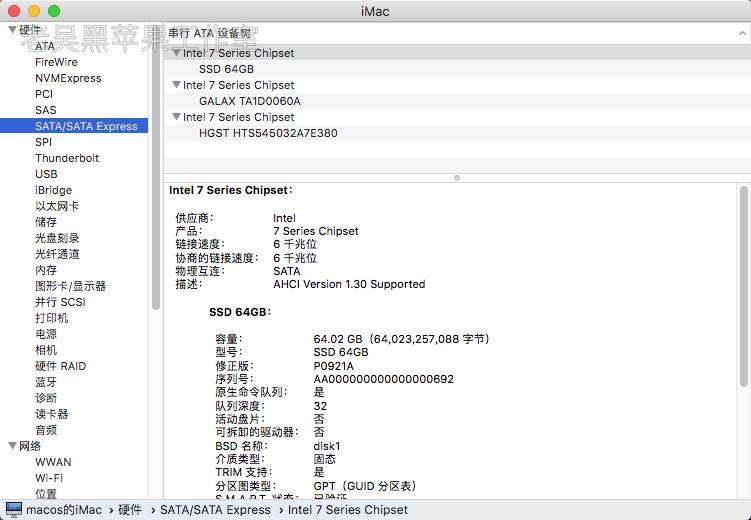 iMac
老吴黑苹果工作室
硬件
ATA
FireWire
NVMExpress
PCI
SAS
SATA/SATA Express
SPI
Thunderbolt
USB
iBridge
以太网卡
储存
光盘刻录
光纤通道
内存
图形卡/显示器
并行 SCSI
打印机
电源
相机
硬件 RAID
蓝牙
诊断
读卡器
音频
网络
WWAN
Wi-Fi
位置
串行 ATA 设备树
Intel 7 Series Chipset
SSD 64GB
Intel 7 Series Chipset
GALAX TA1D0060A
Intel 7 Series Chipset
HGST HTS545032A7E380
Intel 7 Series Chipset：
供应商： Intel
产品： 7 Series Chipset
链接速度： 6 千兆位
协商的链接速度： 6 千兆位
物理互连： SATA
描述： AHCI Version 1.30 Supported
SSD 64GB：
容量： 64.02 GB（64,023,257,088 字节）
型号： SSD 64GB
修正版： P0921A
序列号： AA000000000000000692
原生命令队列： 是
队列深度： 32
活动盘片： 否
可拆卸的驱动器： 否
BSD 名称： disk1
介质类型： 固态
TRIM 支持： 是
分区图类型： GPT（GUID 分区表）
S.M.A.R.T. 状态： 已验证
macos的iMac › 硬件 › SATA/SATA Express › Intel 7 Series Chipset